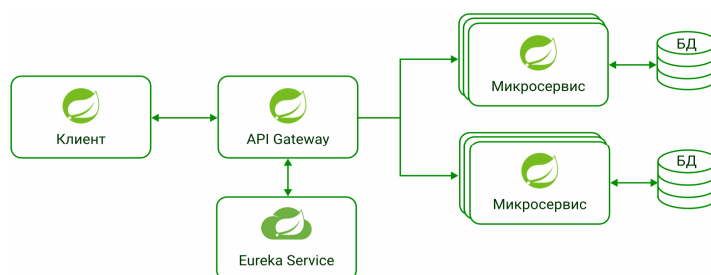 БД
Микросервис
Клиент
API Gateway
БД
Микросервис
Eureka Service